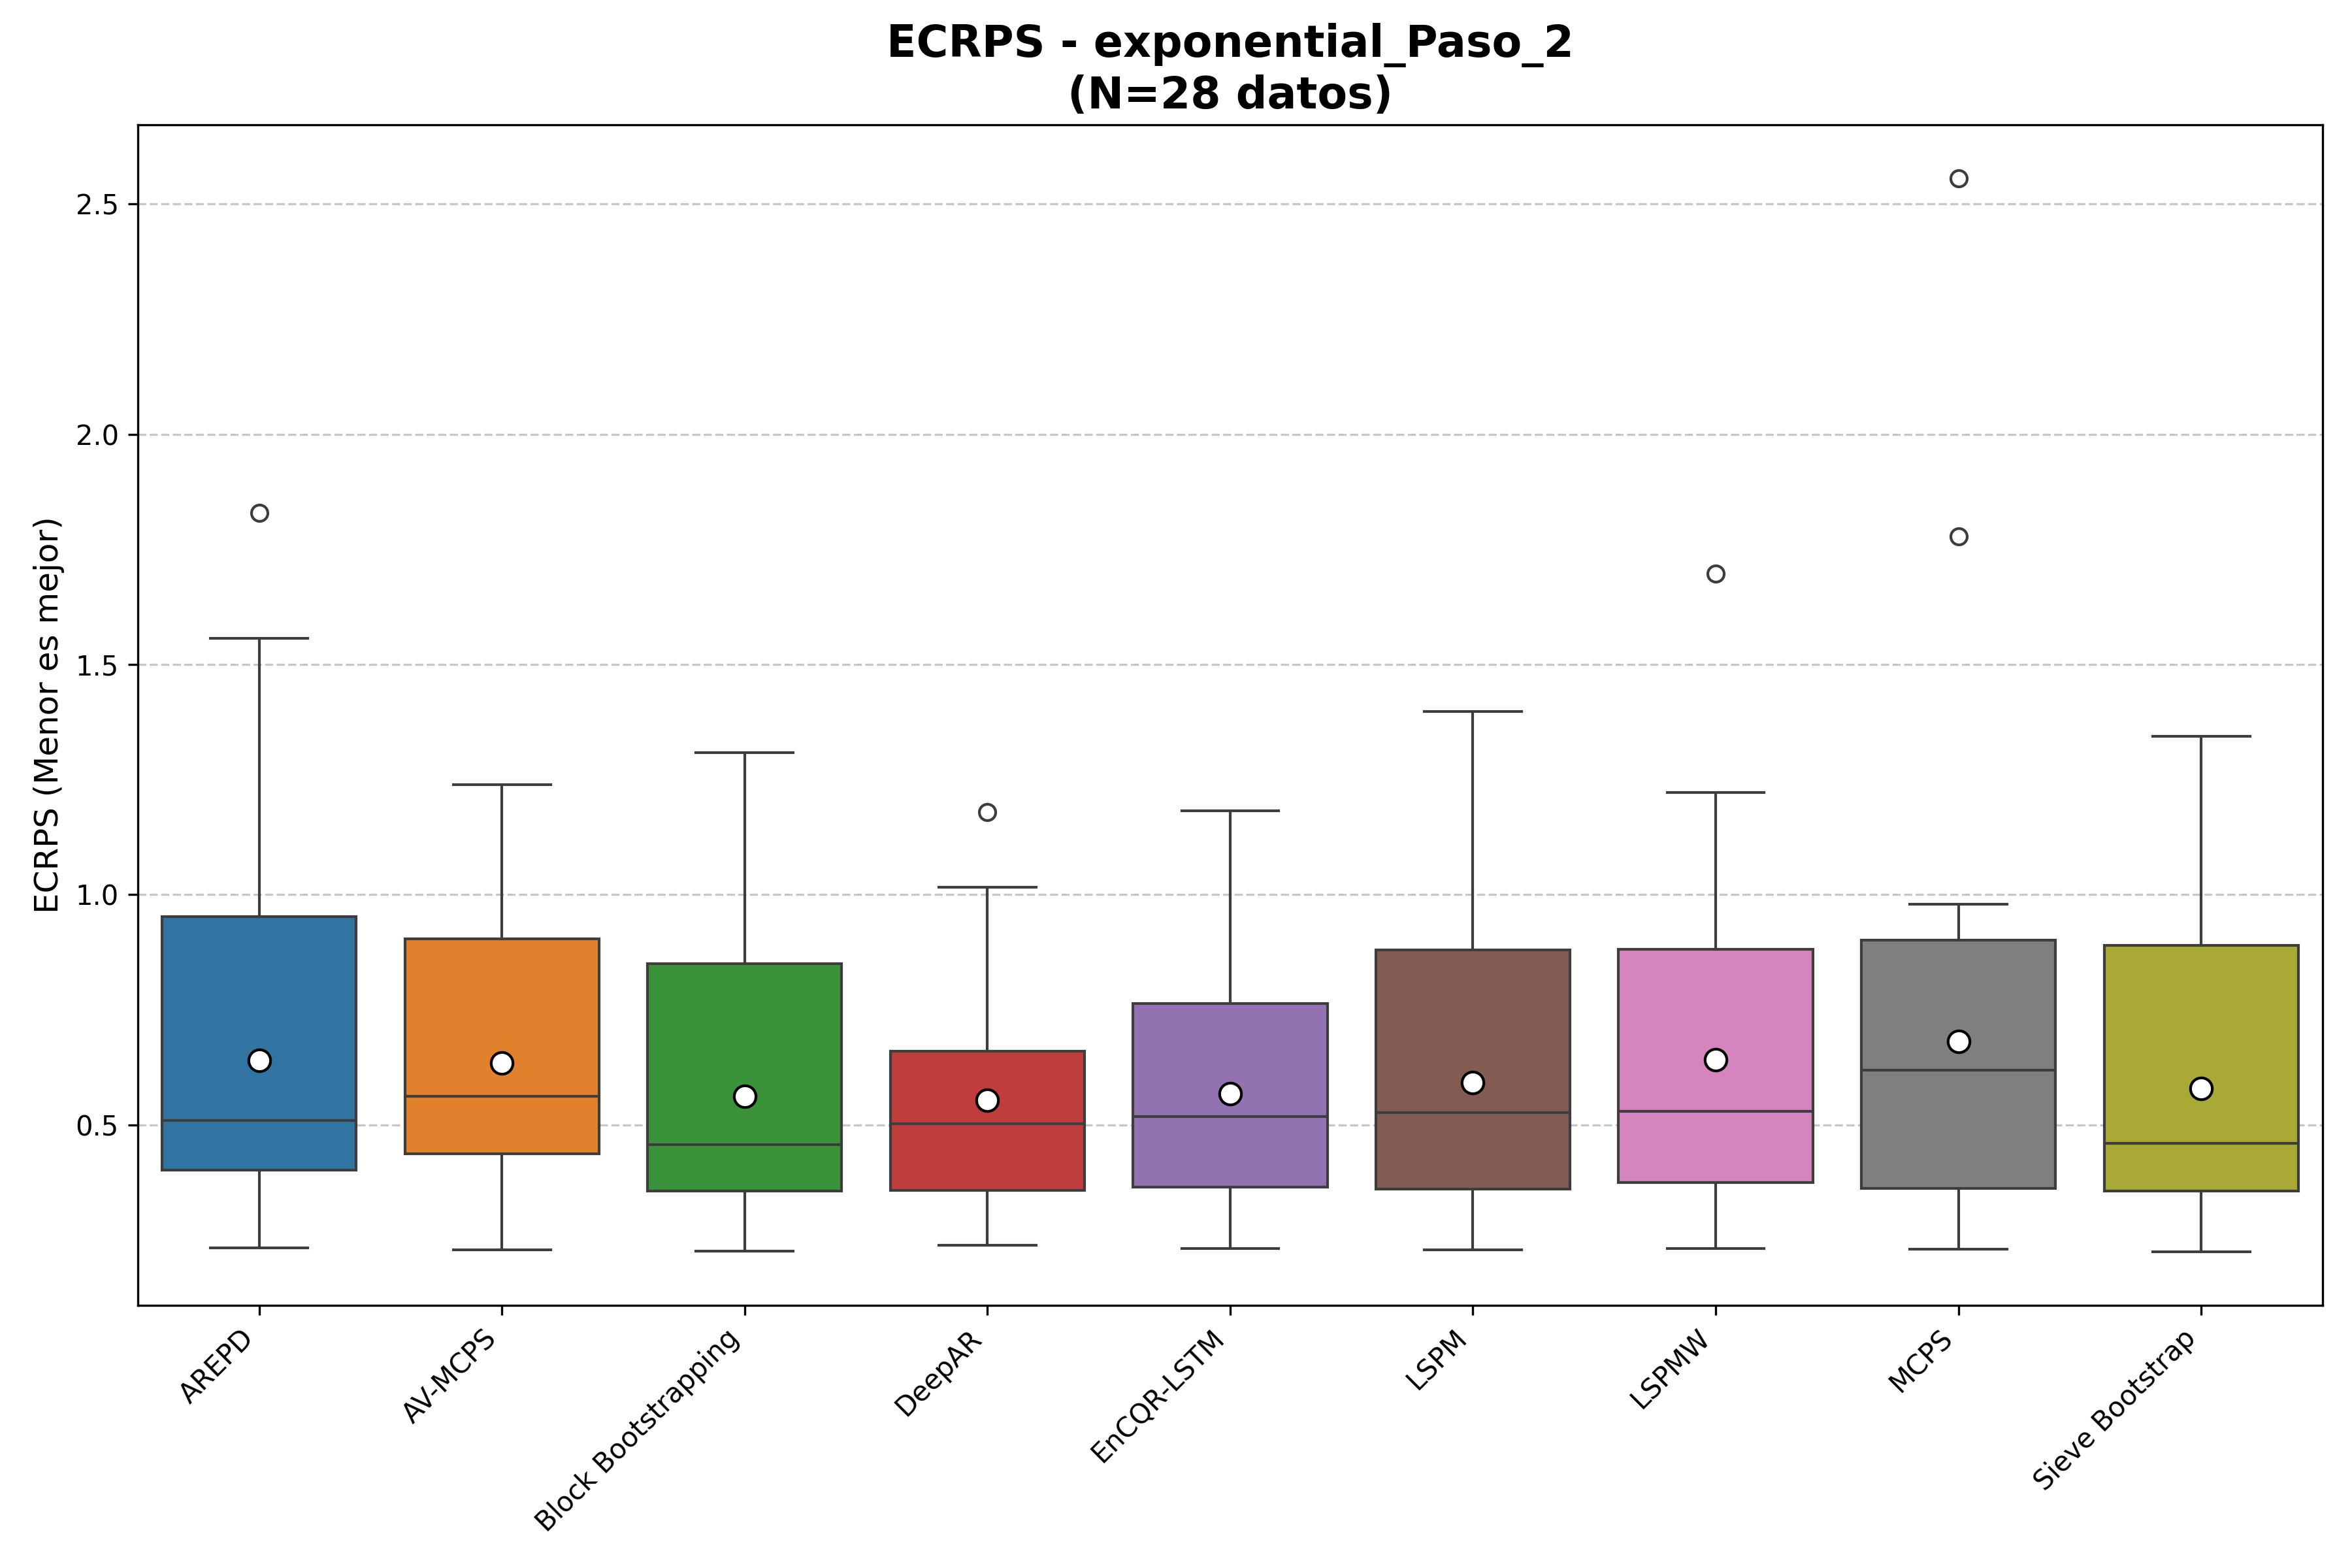 ECRPS - exponential_Paso_2
(N=28 datos)
ECRPS (Menor es mejor)
2.5
2.0
1.5
1.0
0.5
AREPD
AV-MCPS
Block Bootstrapping
DeepAR
EnCQR-LSTM
LSPM
LSPMW
MCPS
Sieve Bootstrap